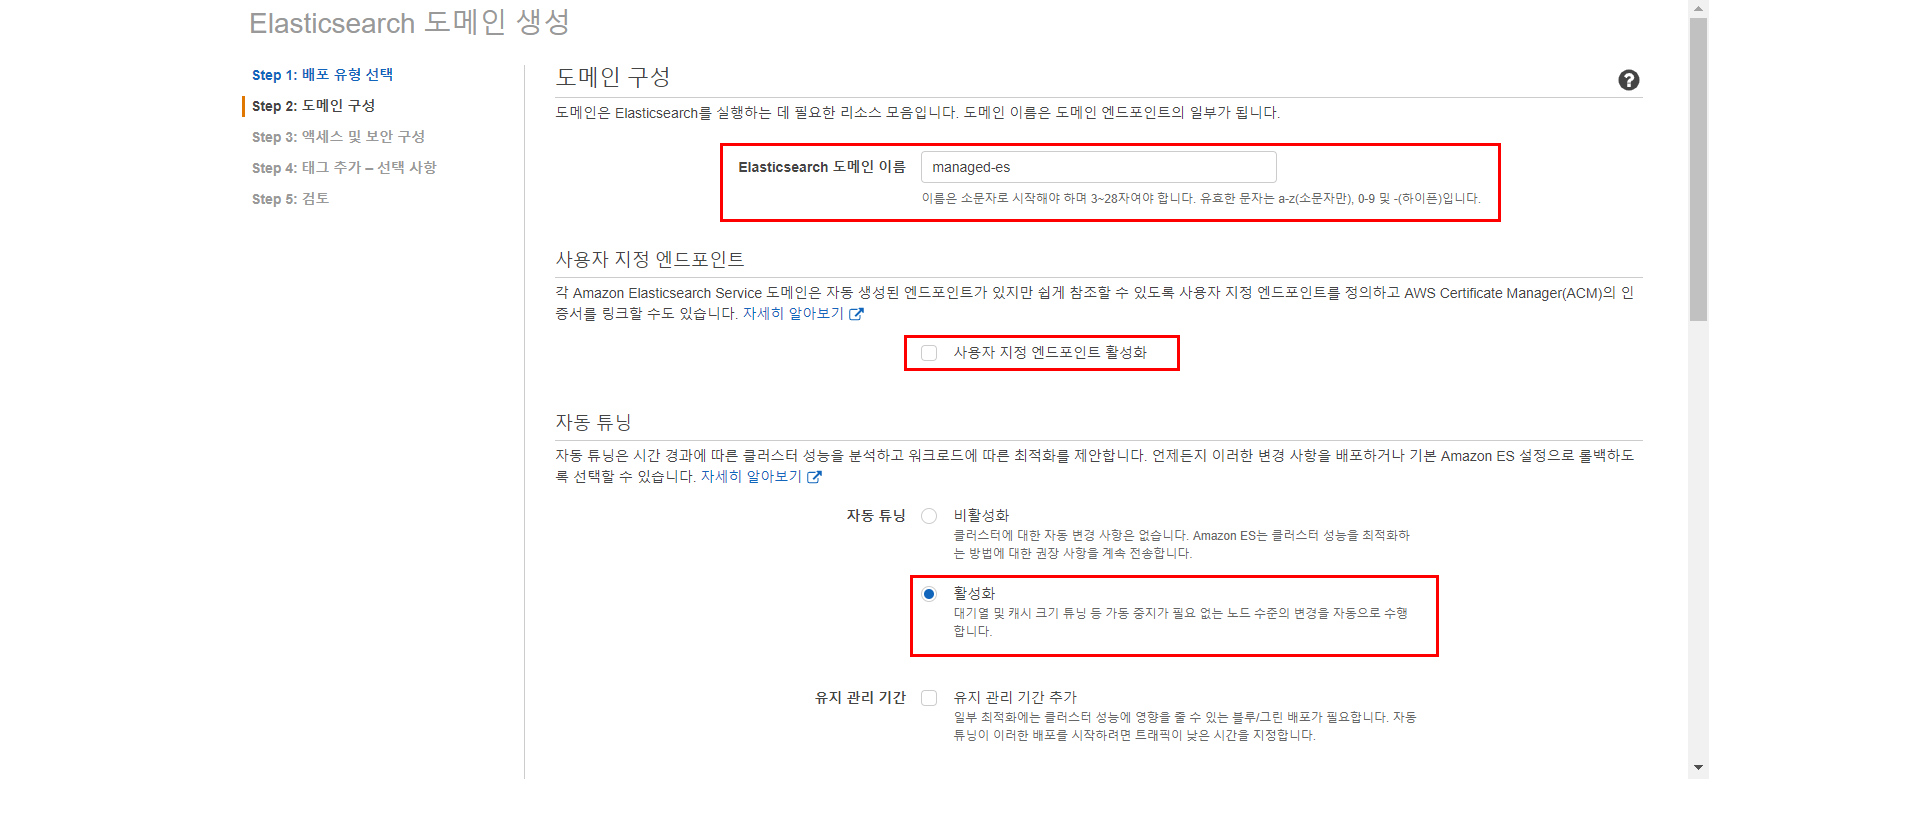 Elasticsearch 도메인 생성
Step 1: 배포 유형 선택
Step 2: 도메인 구성
Step 3: 액세스 및 보안 구성
Step 4: 태그 추가 – 선택 사항
Step 5: 검토
도메인 구성
도메인은 Elasticsearch를 실행하는 데 필요한 리소스 모음입니다. 도메인 이름은 도메인 엔드포인트의 일부가 됩니다.
Elasticsearch 도메인 이름
managed-es
이름은 소문자로 시작해야 하며 3~28자여야 합니다. 유효한 문자는 a-z(소문자만), 0-9 및 -(하이픈)입니다.
사용자 지정 엔드포인트
각 Amazon Elasticsearch Service 도메인은 자동 생성된 엔드포인트가 있지만 쉽게 참조할 수 있도록 사용자 지정 엔드포인트를 정의하고 AWS Certificate Manager(ACM)의 인
증서를 링크할 수도 있습니다. 자세히 알아보기
사용자 지정 엔드포인트 활성화
자동 튜닝
자동 튜닝은 시간 경과에 따른 클러스터 성능을 분석하고 워크로드에 따른 최적화를 제안합니다. 언제든지 이러한 변경 사항을 배포하거나 기본 Amazon ES 설정으로 롤백하도
록 선택할 수 있습니다. 자세히 알아보기
자동 튜닝
비활성화
클러스터에 대한 자동 변경 사항은 없습니다. Amazon ES는 클러스터 성능을 최적화하
는 방법에 대한 권장 사항을 계속 전송합니다.
활성화
대기열 및 캐시 크기 튜닝 등 가동 중지가 필요 없는 노드 수준의 변경을 자동으로 수행
합니다.
유지 관리 기간
유지 관리 기간 추가
일부 최적화에는 클러스터 성능에 영향을 줄 수 있는 블루/그린 배포가 필요합니다. 자동
튜닝이 이러한 배포를 시작하려면 트래픽이 낮은 시간을 지정합니다.